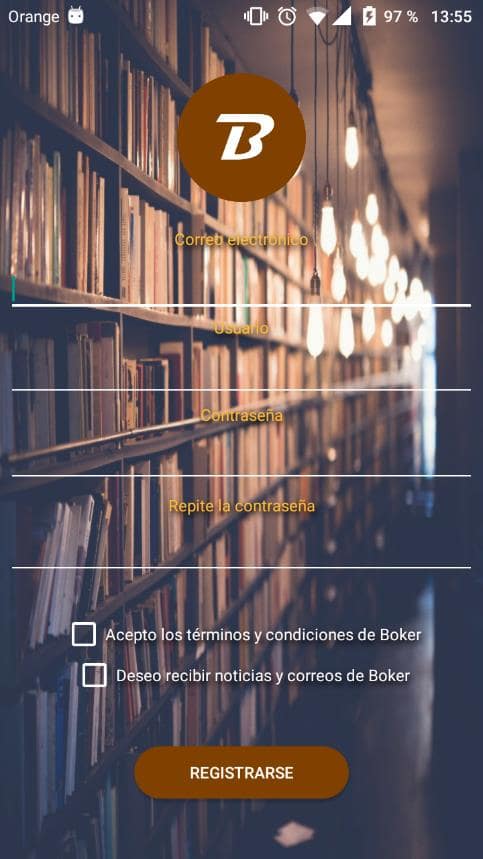 Orange 97 % 13:55
B
Correo electrónico
Usuario
Contraseña
Repite la contraseña
Acepto los términos y condiciones de Boker
Deseo recibir noticias y correos de Boker
REGISTRARSE